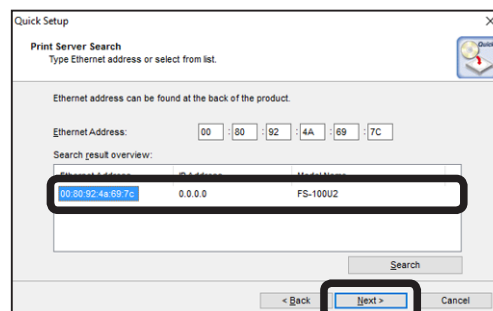 Quick Setup
Quick
Print Server Search
Type Ethernet address or select from list.
Ethernet address can be found at the back of the product.
Ethernet Address: 00 : 80 : 92 : 4A : 69 : 7C
Search result overview:
Ethernet Address IP Address Model Name
00:80:92:4a:69:7c 0.0.0.0 FS-100U2
Search
< Back Next > Cancel